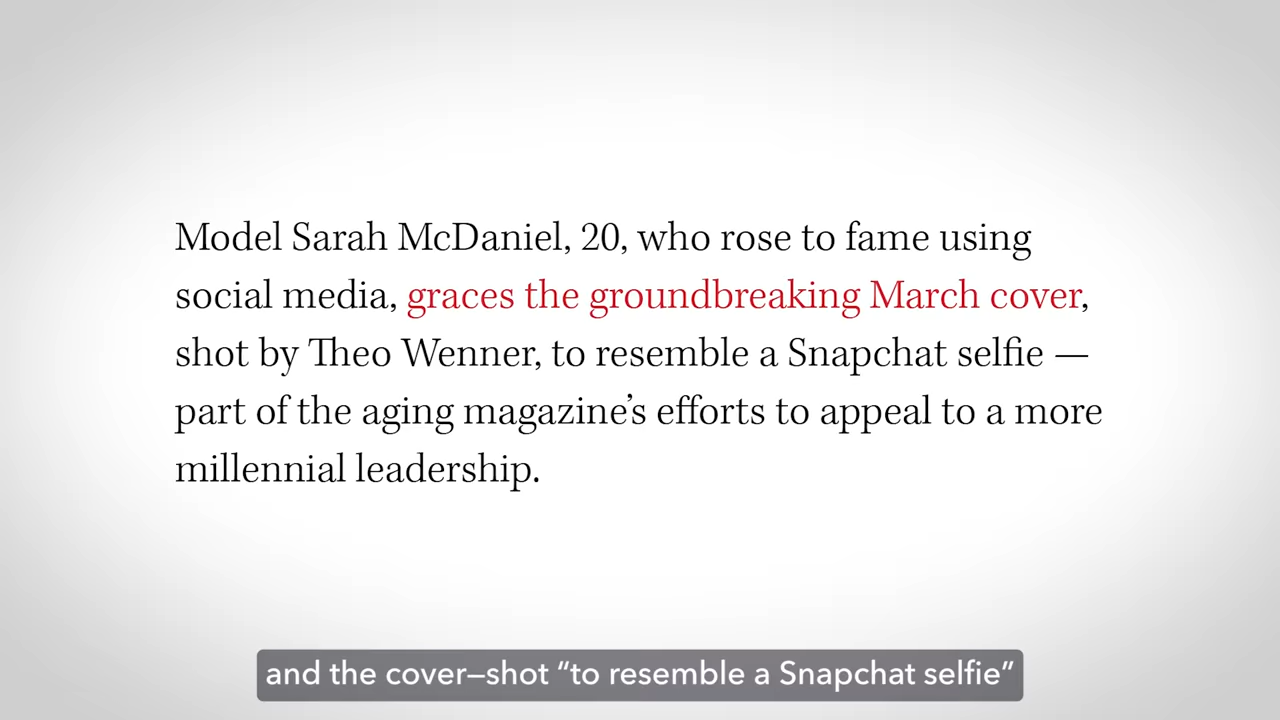 Model Sarah McDaniel, 20, who rose to fame using
social media, graces the groundbreaking March cover,
shot by Theo Wenner, to resemble a Snapchat selfie —
part of the aging magazine’s efforts to appeal to a more
millennial leadership.
and the cover—shot “to resemble a Snapchat selfie”